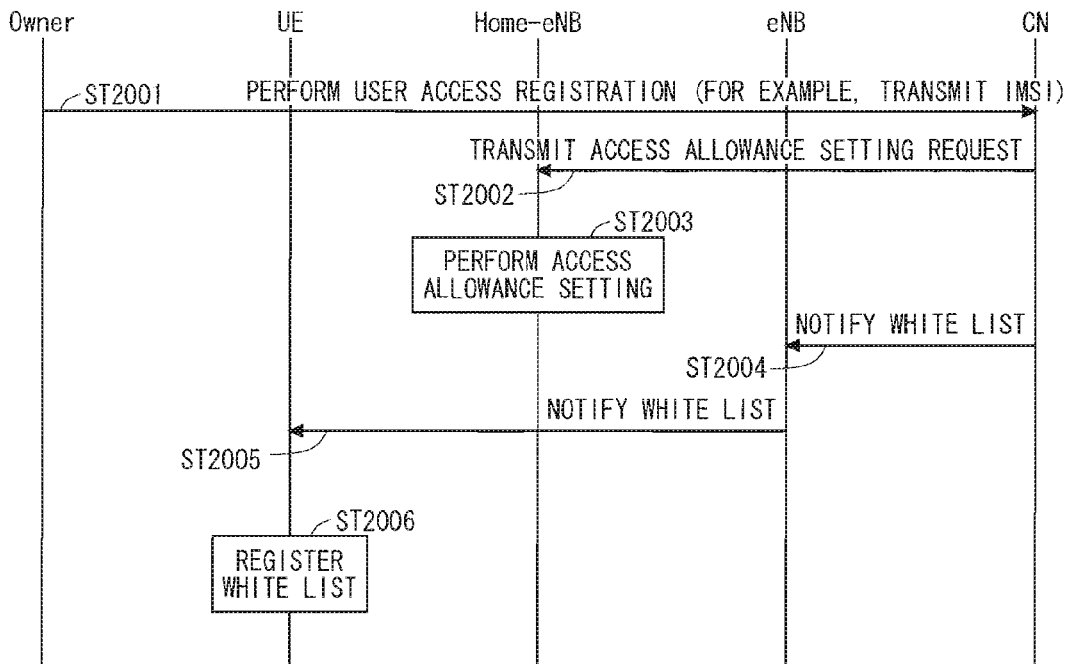 Owner UE Home-eNB eNB CN
ST2001 PERFORM USER ACCESS REGISTRATION (FOR EXAMPLE, TRANSMIT IMSI)
TRANSMIT ACCESS ALLOWANCE SETTING REQUEST
ST2002
ST2003
PERFORM ACCESS
ALLOWANCE SETTING
NOTIFY WHITE LIST
ST2004
NOTIFY WHITE LIST
ST2005
ST2006
REGISTER
WHITE LIST